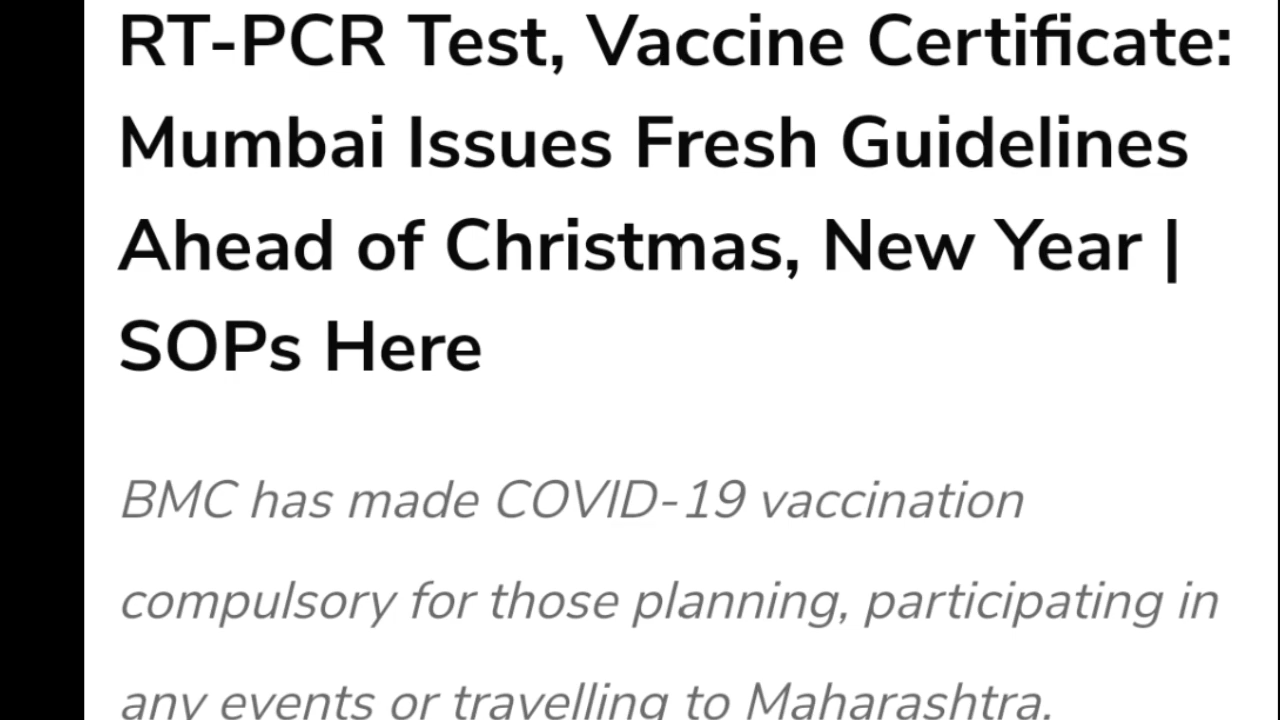 RT-PCR Test, Vaccine Certificate:
Mumbai Issues Fresh Guidelines
Ahead of Christmas, New Year |
SOPs Here
BMC has made COVID-19 vaccination
compulsory for those planning, participating in
any events or travelling to Maharashtra.